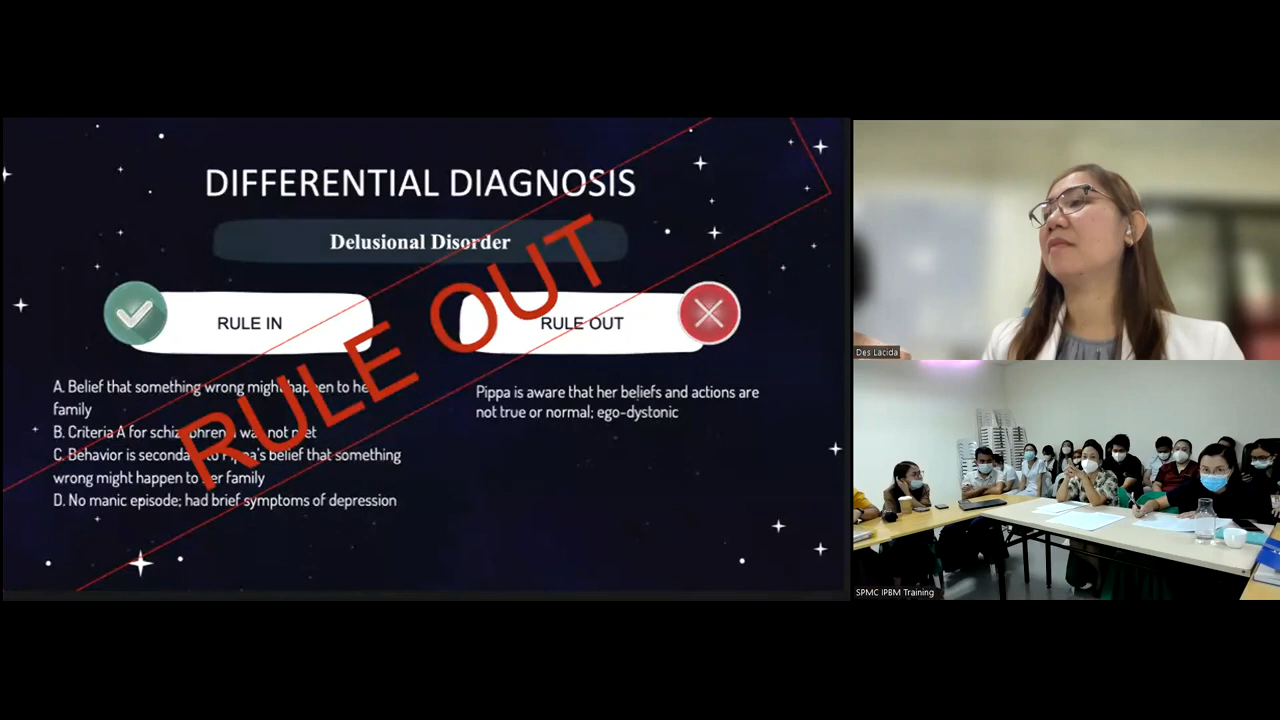 DIFFERENTIAL DIAGNOSIS
Delusional Disorder
RULE IN
RULE OUT
RULE OUT
A. Belief that something wrong might happen to her
family
B. Criteria A for schizophrenia was not met
C. Behavior is secondary to Pippa's belief that something
wrong might happen to her family
D. No manic episode; had brief symptoms of depression
Pippa is aware that her beliefs and actions are
not true or normal; ego-dystonic
Des Lacida
SPMC IPBM Training